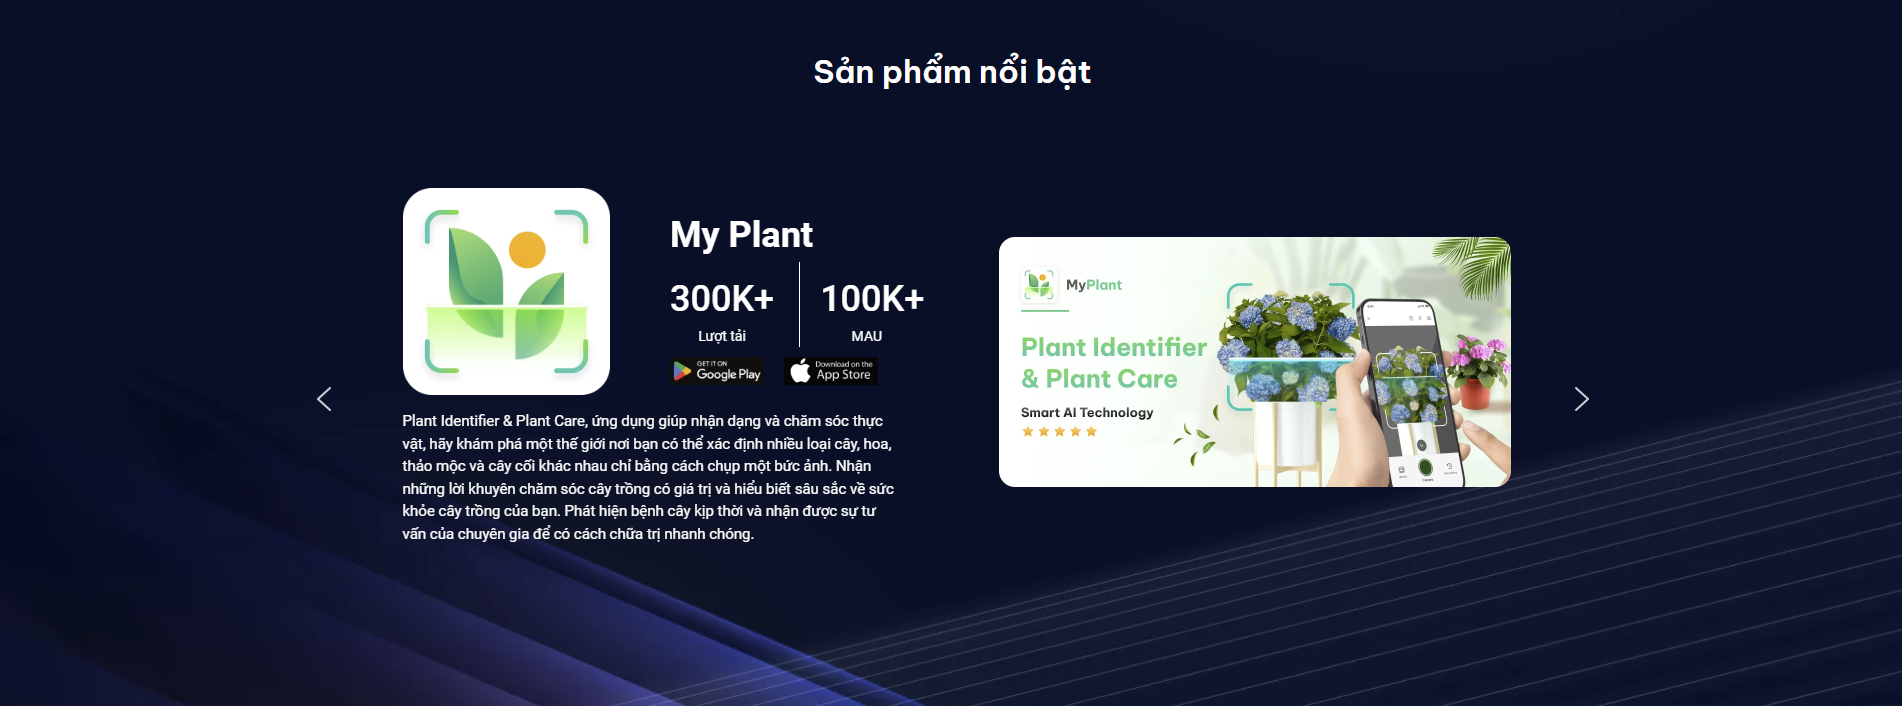 Sản phẩm nổi bật
My Plant
300K+
Lượt tải
100K+
MAU
GET IT ON
Google Play
Download on the
App Store
Plant Identifier & Plant Care, ứng dụng giúp nhận dạng và chăm sóc thực
vật, hãy khám phá một thế giới nơi bạn có thể xác định nhiều loại cây, hoa,
thảo mộc và cây cối khác nhau chỉ bằng cách chụp một bức ảnh. Nhận
những lời khuyên chăm sóc cây trồng có giá trị và hiểu biết sâu sắc về sức
khỏe cây trồng của bạn. Phát hiện bệnh cây kịp thời và nhận được sự tư
vấn của chuyên gia để có cách chữa trị nhanh chóng.
MyPlant
Plant Identifier
& Plant Care
Smart AI Technology